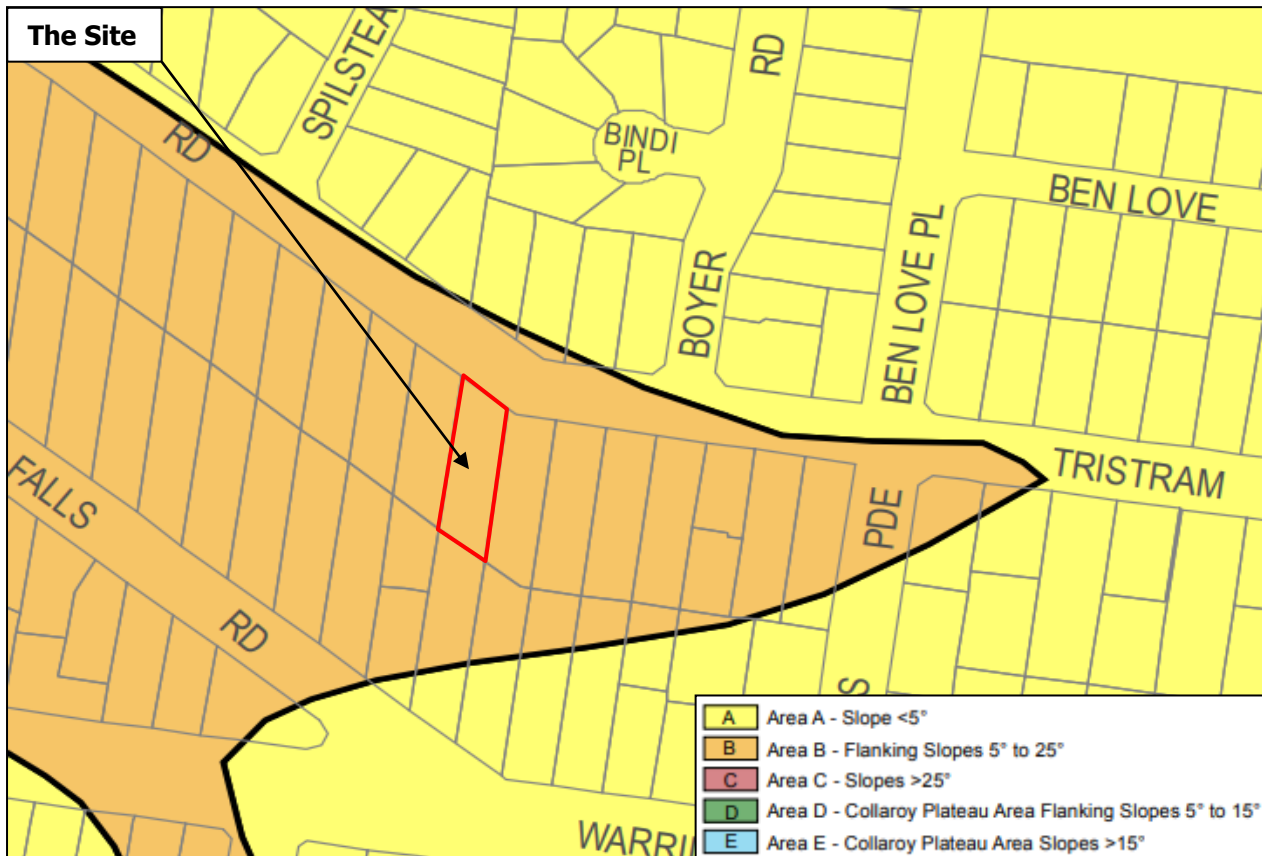 The Site
SPILSTEA
RD
BINDI
PL
RD
BEN LOVE
BOYER
BEN LOVE PL
TRISTRAM
FALLS
RD
PDE
S
WARRI
A Area A - Slope <5°
B Area B - Flanking Slopes 5° to 25°
C Area C - Slopes >25°
D Area D - Collaroy Plateau Area Flanking Slopes 5° to 15°
E Area E - Collaroy Plateau Area Slopes >15°